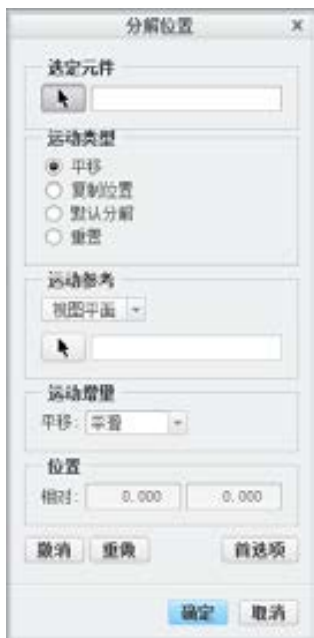 分解位置 ×
选定元件
运动类型
平移
复制位置
默认分解
重置
运动参考
视图平面
运动增量
平移: 平滑
位置
相对: 0.000 0.000
撤消 重做 首选项
确定 取消